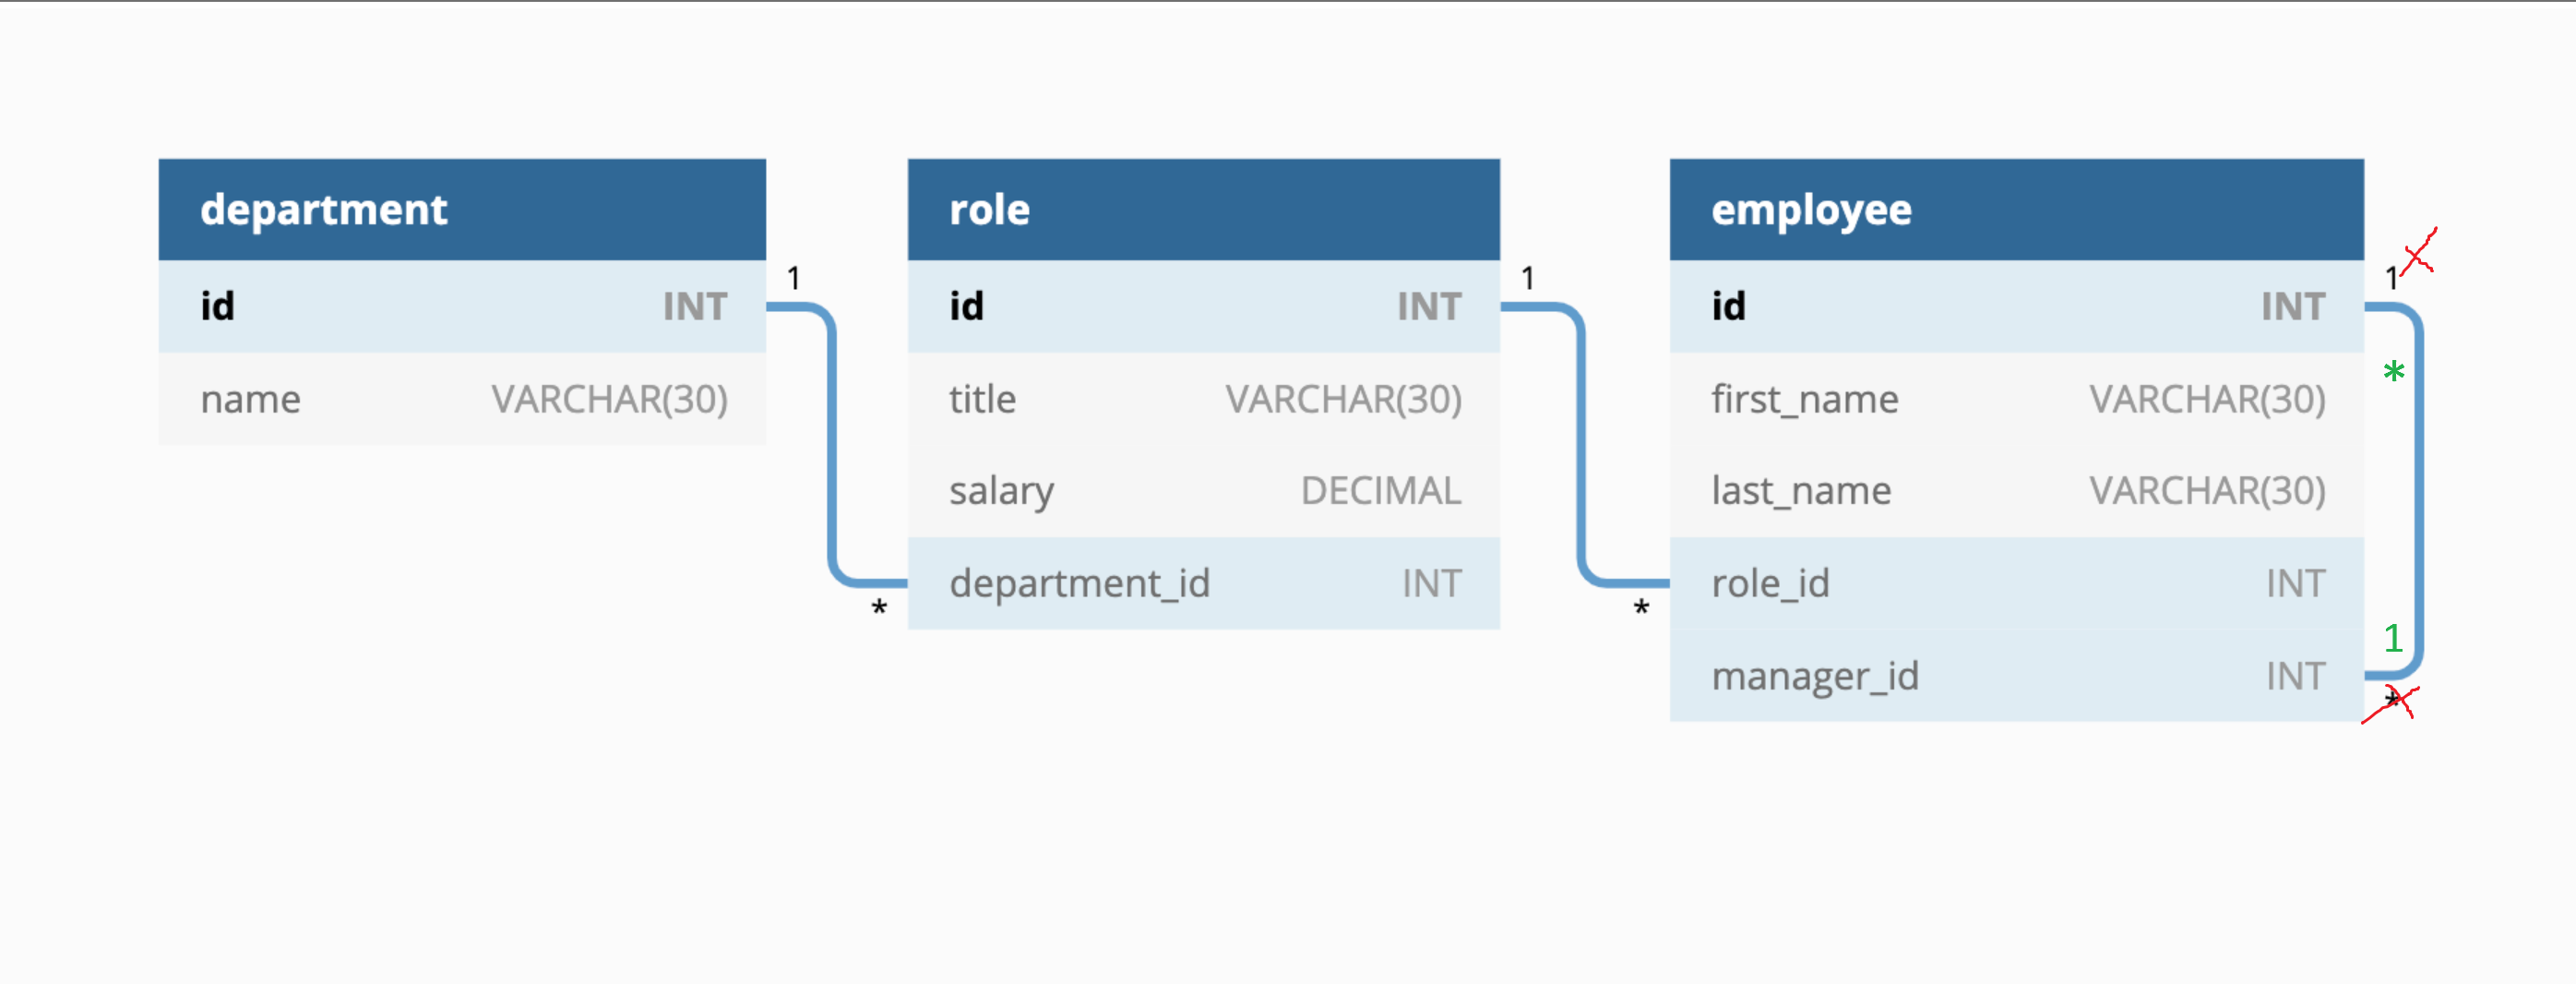 department
id INT
name VARCHAR(30)
1
*
role
id INT
title VARCHAR(30)
salary DECIMAL
department_id INT
1
*
employee
id INT
first_name VARCHAR(30)
last_name VARCHAR(30)
role_id INT
manager_id INT
1
*
1
*